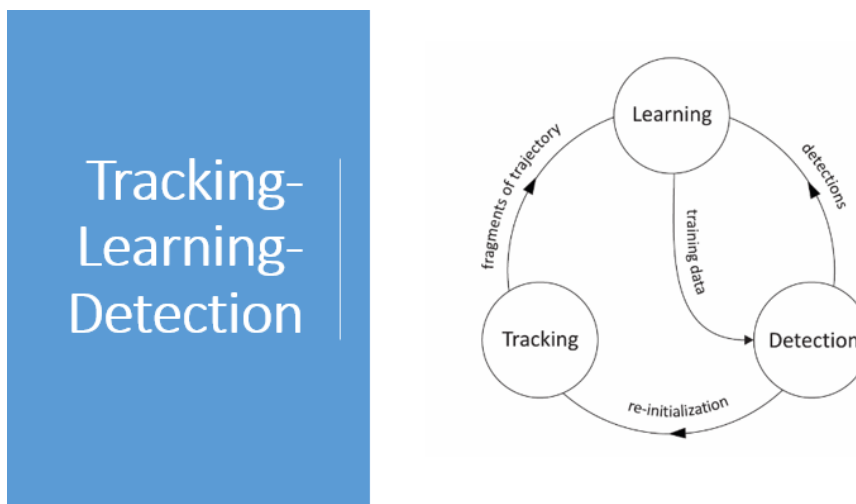 Tracking-
Learning-
Detection
Learning
fragments of trajectory
detections
training data
Tracking
Detection
re-initialization